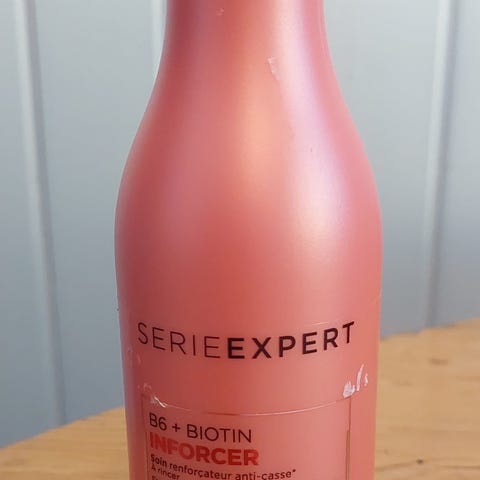 SERIEEXPERT
B6 + BIOTIN
INFORCER
Soin renforçateur anti-casse*
À rincer